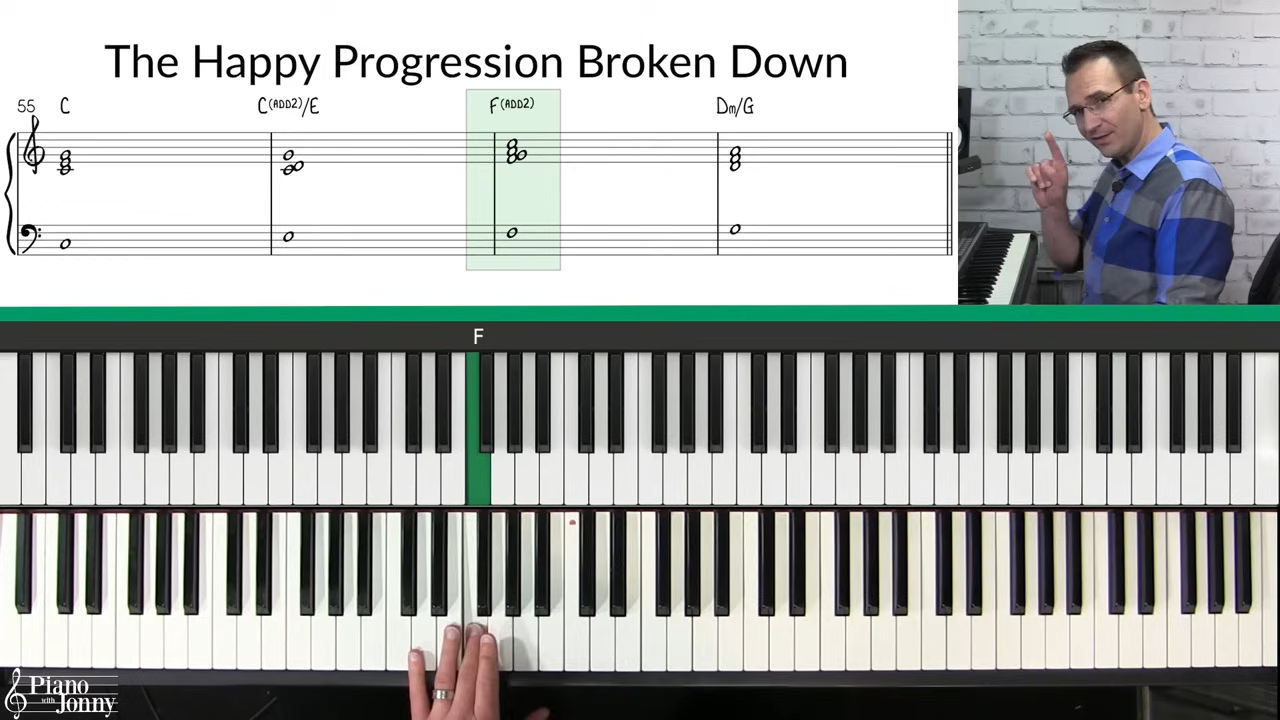 The Happy Progression Broken Down
55 C C(ADD2)/E F(ADD2) Dm/G
F
Piano
with
Jonny